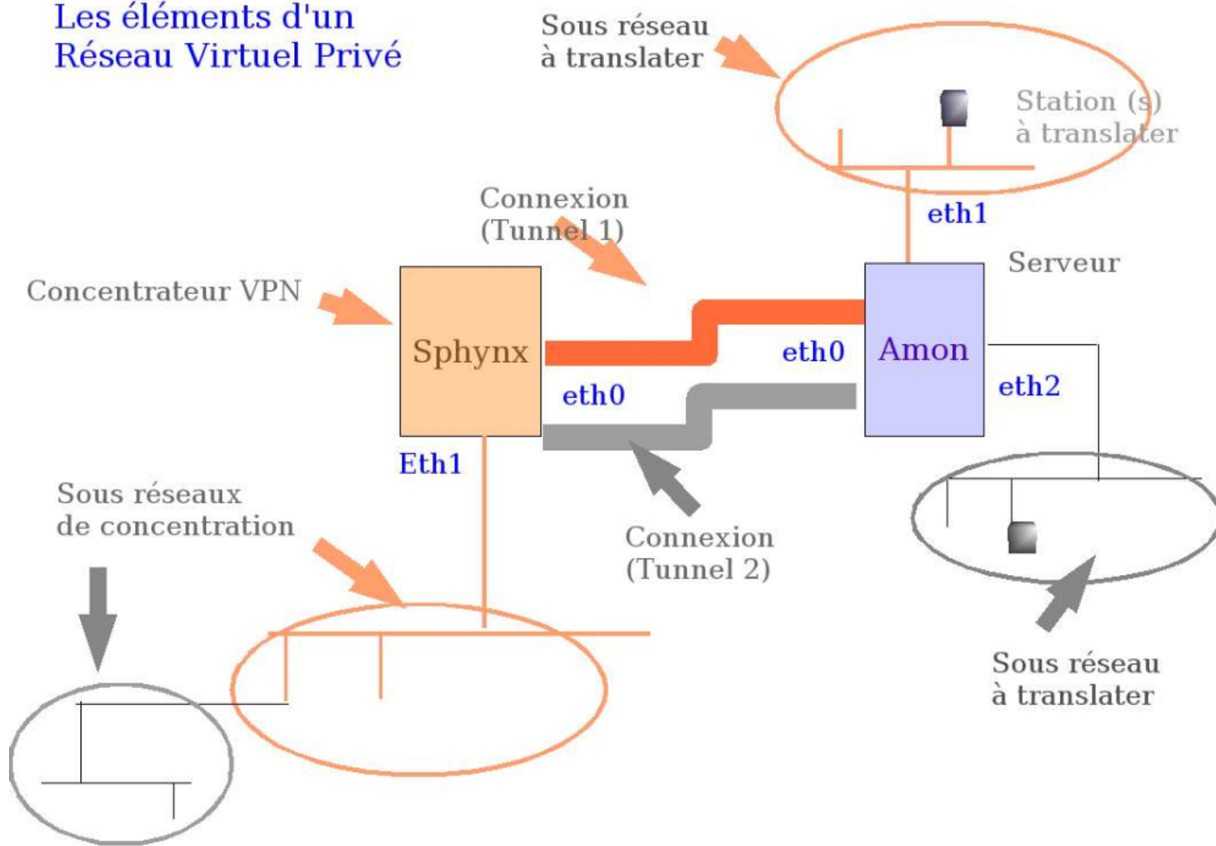 Les éléments d'un
Réseau Virtuel Privé
Sous réseau
à translater
Station (s)
à translater
eth1
Connexion
(Tunnel 1)
Serveur
Concentrateur VPN
Sphynx
Amon
eth0
eth0
eth2
Eth1
Sous réseaux
de concentration
Connexion
(Tunnel 2)
Sous réseau
à translater